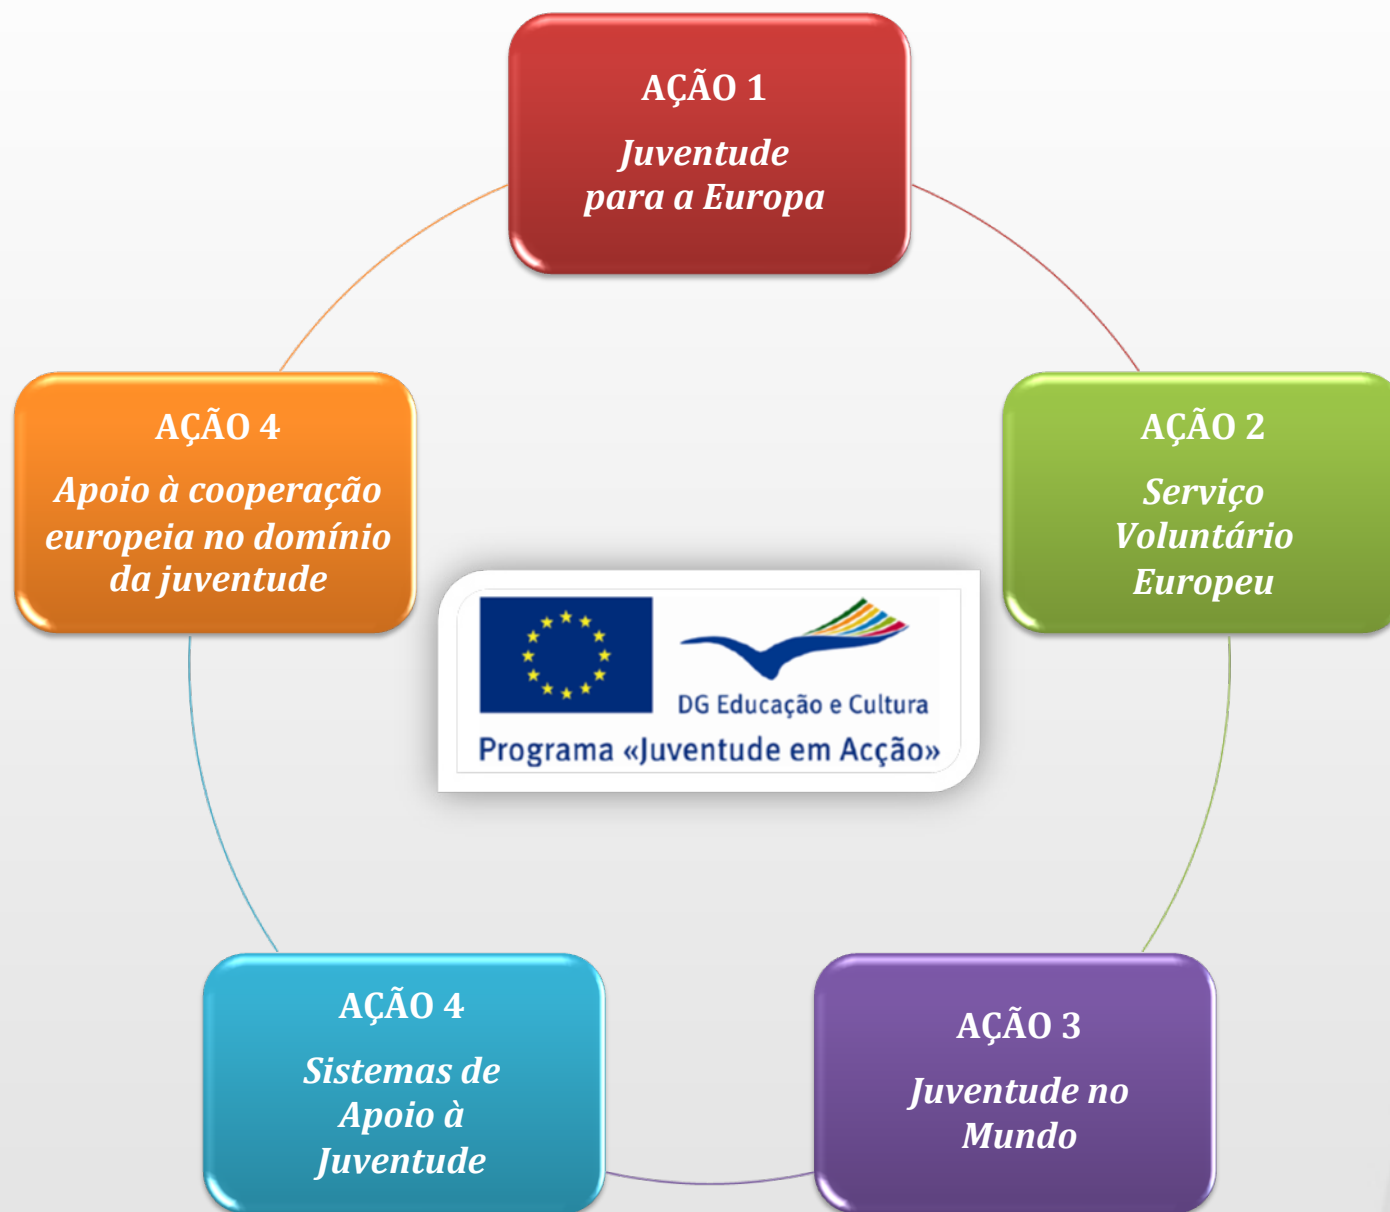 AÇÃO 1
Juventude
para a Europa
AÇÃO 2
Serviço
Voluntário
Europeu
AÇÃO 3
Juventude no
Mundo
AÇÃO 4
Sistemas de
Apoio à
Juventude
AÇÃO 4
Apoio à cooperação
europeia no domínio
da juventude
DG Educação e Cultura
Programa «Juventude em Acção»